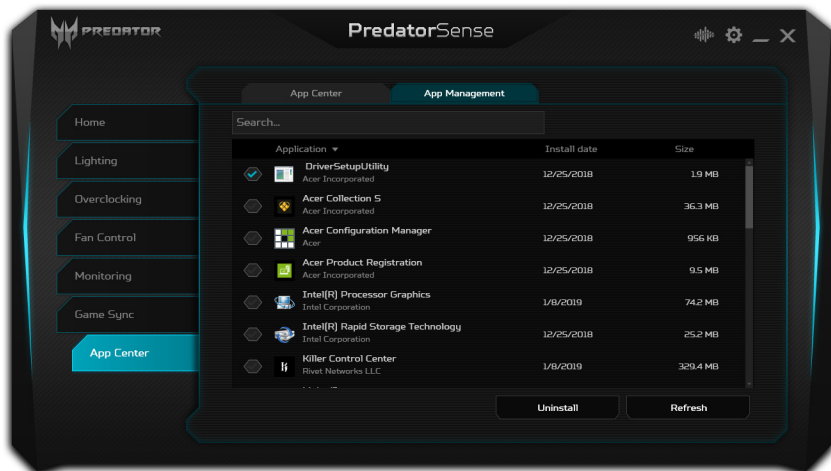 PREDATOR
PredatorSense
App Center
App Management
Home
Lighting
Overclocking
Fan Control
Monitoring
Game Sync
App Center
Search...
Application Install date Size
DriverSetupUtility
Acer Incorporated
12/25/2018 1.9 MB
Acer Collection S
Acer Incorporated
12/25/2018 36.3 MB
Acer Configuration Manager
Acer
12/25/2018 956 KB
Acer Product Registration
Acer Incorporated
12/25/2018 9.5 MB
Intel(R) Processor Graphics
Intel Corporation
1/8/2019 74.2 MB
Intel(R) Rapid Storage Technology
Intel Corporation
12/25/2018 25.2 MB
Killer Control Center
Rivet Networks LLC
1/8/2019 329.4 MB
Uninstall
Refresh